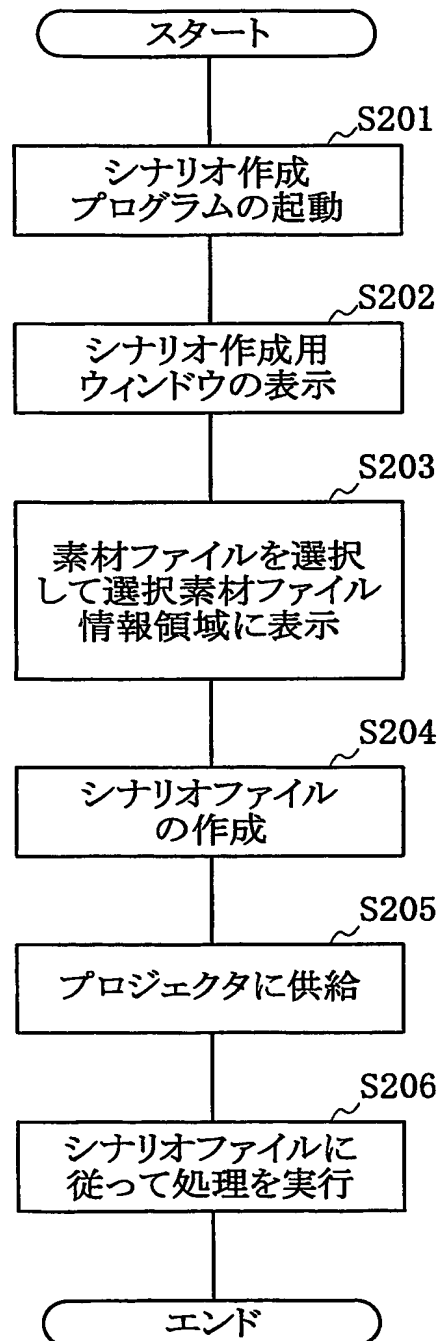 スタート
S201
シナリオ作成
プログラムの起動
S202
シナリオ作成用
ウィンドウの表示
S203
素材ファイルを選択
して選択素材ファイル
情報領域に表示
S204
シナリオファイル
の作成
S205
プロジェクタに供給
S206
シナリオファイルに
従って処理を実行
エンド